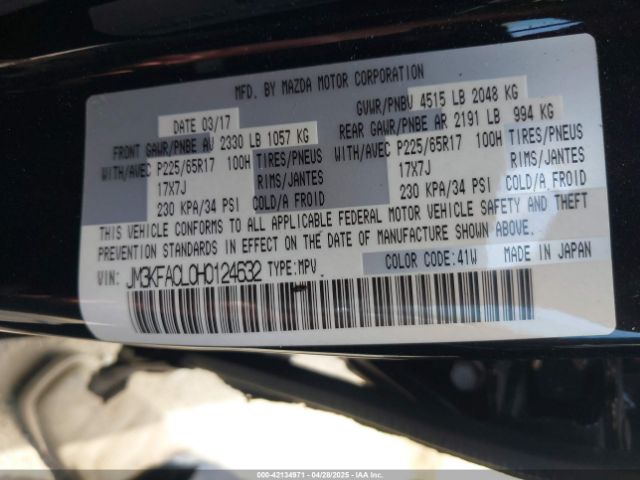 MFD. BY MAZDA MOTOR CORPORATION
DATE 03/17 GVWR/PNBV 4515 LB 2048 KG
FRONT GAWR/PNBE AV 2330 LB 1057 KG REAR GAWR/PNBE AR 2191 LB 994 KG
WITH/AVEC P225/65R17 100H TIRES/PNEUS WITH/AVEC P225/65R17 100H TIRES/PNEUS
17X7J RIMS/JANTES 17X7J RIMS/JANTES
230 KPA/34 PSI COLD/A FROID 230 KPA/34 PSI COLD/A FROID
THIS VEHICLE CONFORMS TO ALL APPLICABLE FEDERAL MOTOR VEHICLE SAFETY AND THEFT
PREVENTION STANDARDS IN EFFECT ON THE DATE OF MANUFACTURE SHOWN ABOVE.
VIN: JM3KFACL0H0124632 TYPE:MPV COLOR CODE:41W MADE IN JAPAN
000-42134971 04/28/2025 IAA Inc.